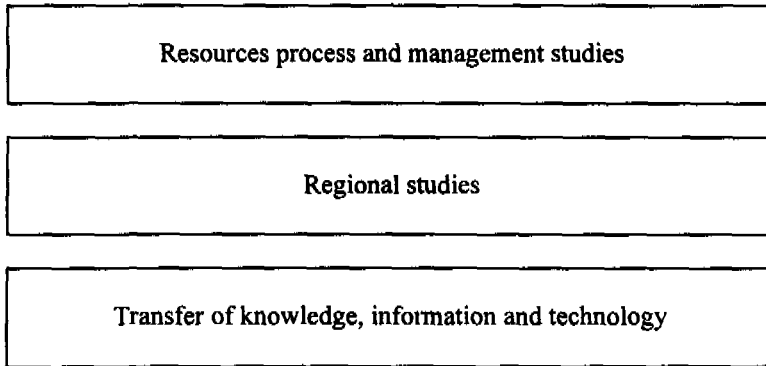 Resources process and management studies
Regional studies
Transfer of knowledge, information and technology